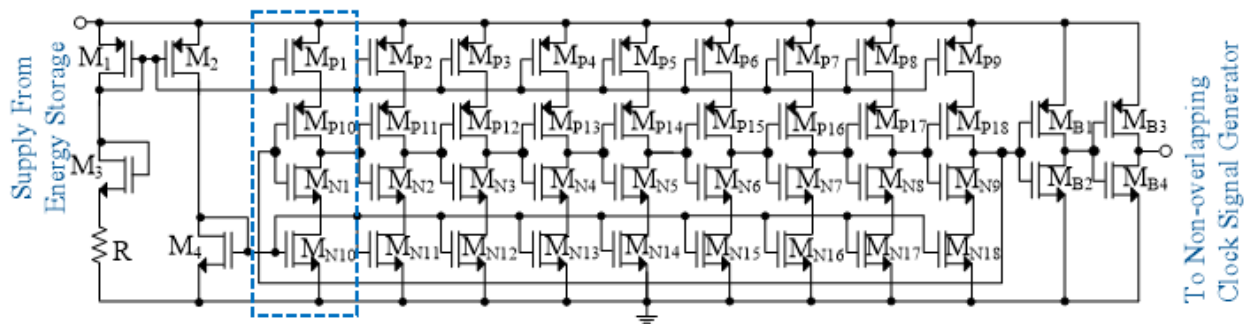 Supply From
Energy Storage
M1
M2
MP1
MP2
MP3
MP4
MP5
MP6
MP7
MP8
MP9
MP10
MP11
MP12
MP13
MP14
MP15
MP16
MP17
MP18
MB1
MB3
M3
MN1
MN2
MN3
MN4
MN5
MN6
MN7
MN8
MN9
MB2
MB4
R
M4
MN10
MN11
MN12
MN13
MN14
MN15
MN16
MN17
MN18
To Non-overlapping
Clock Signal Generator